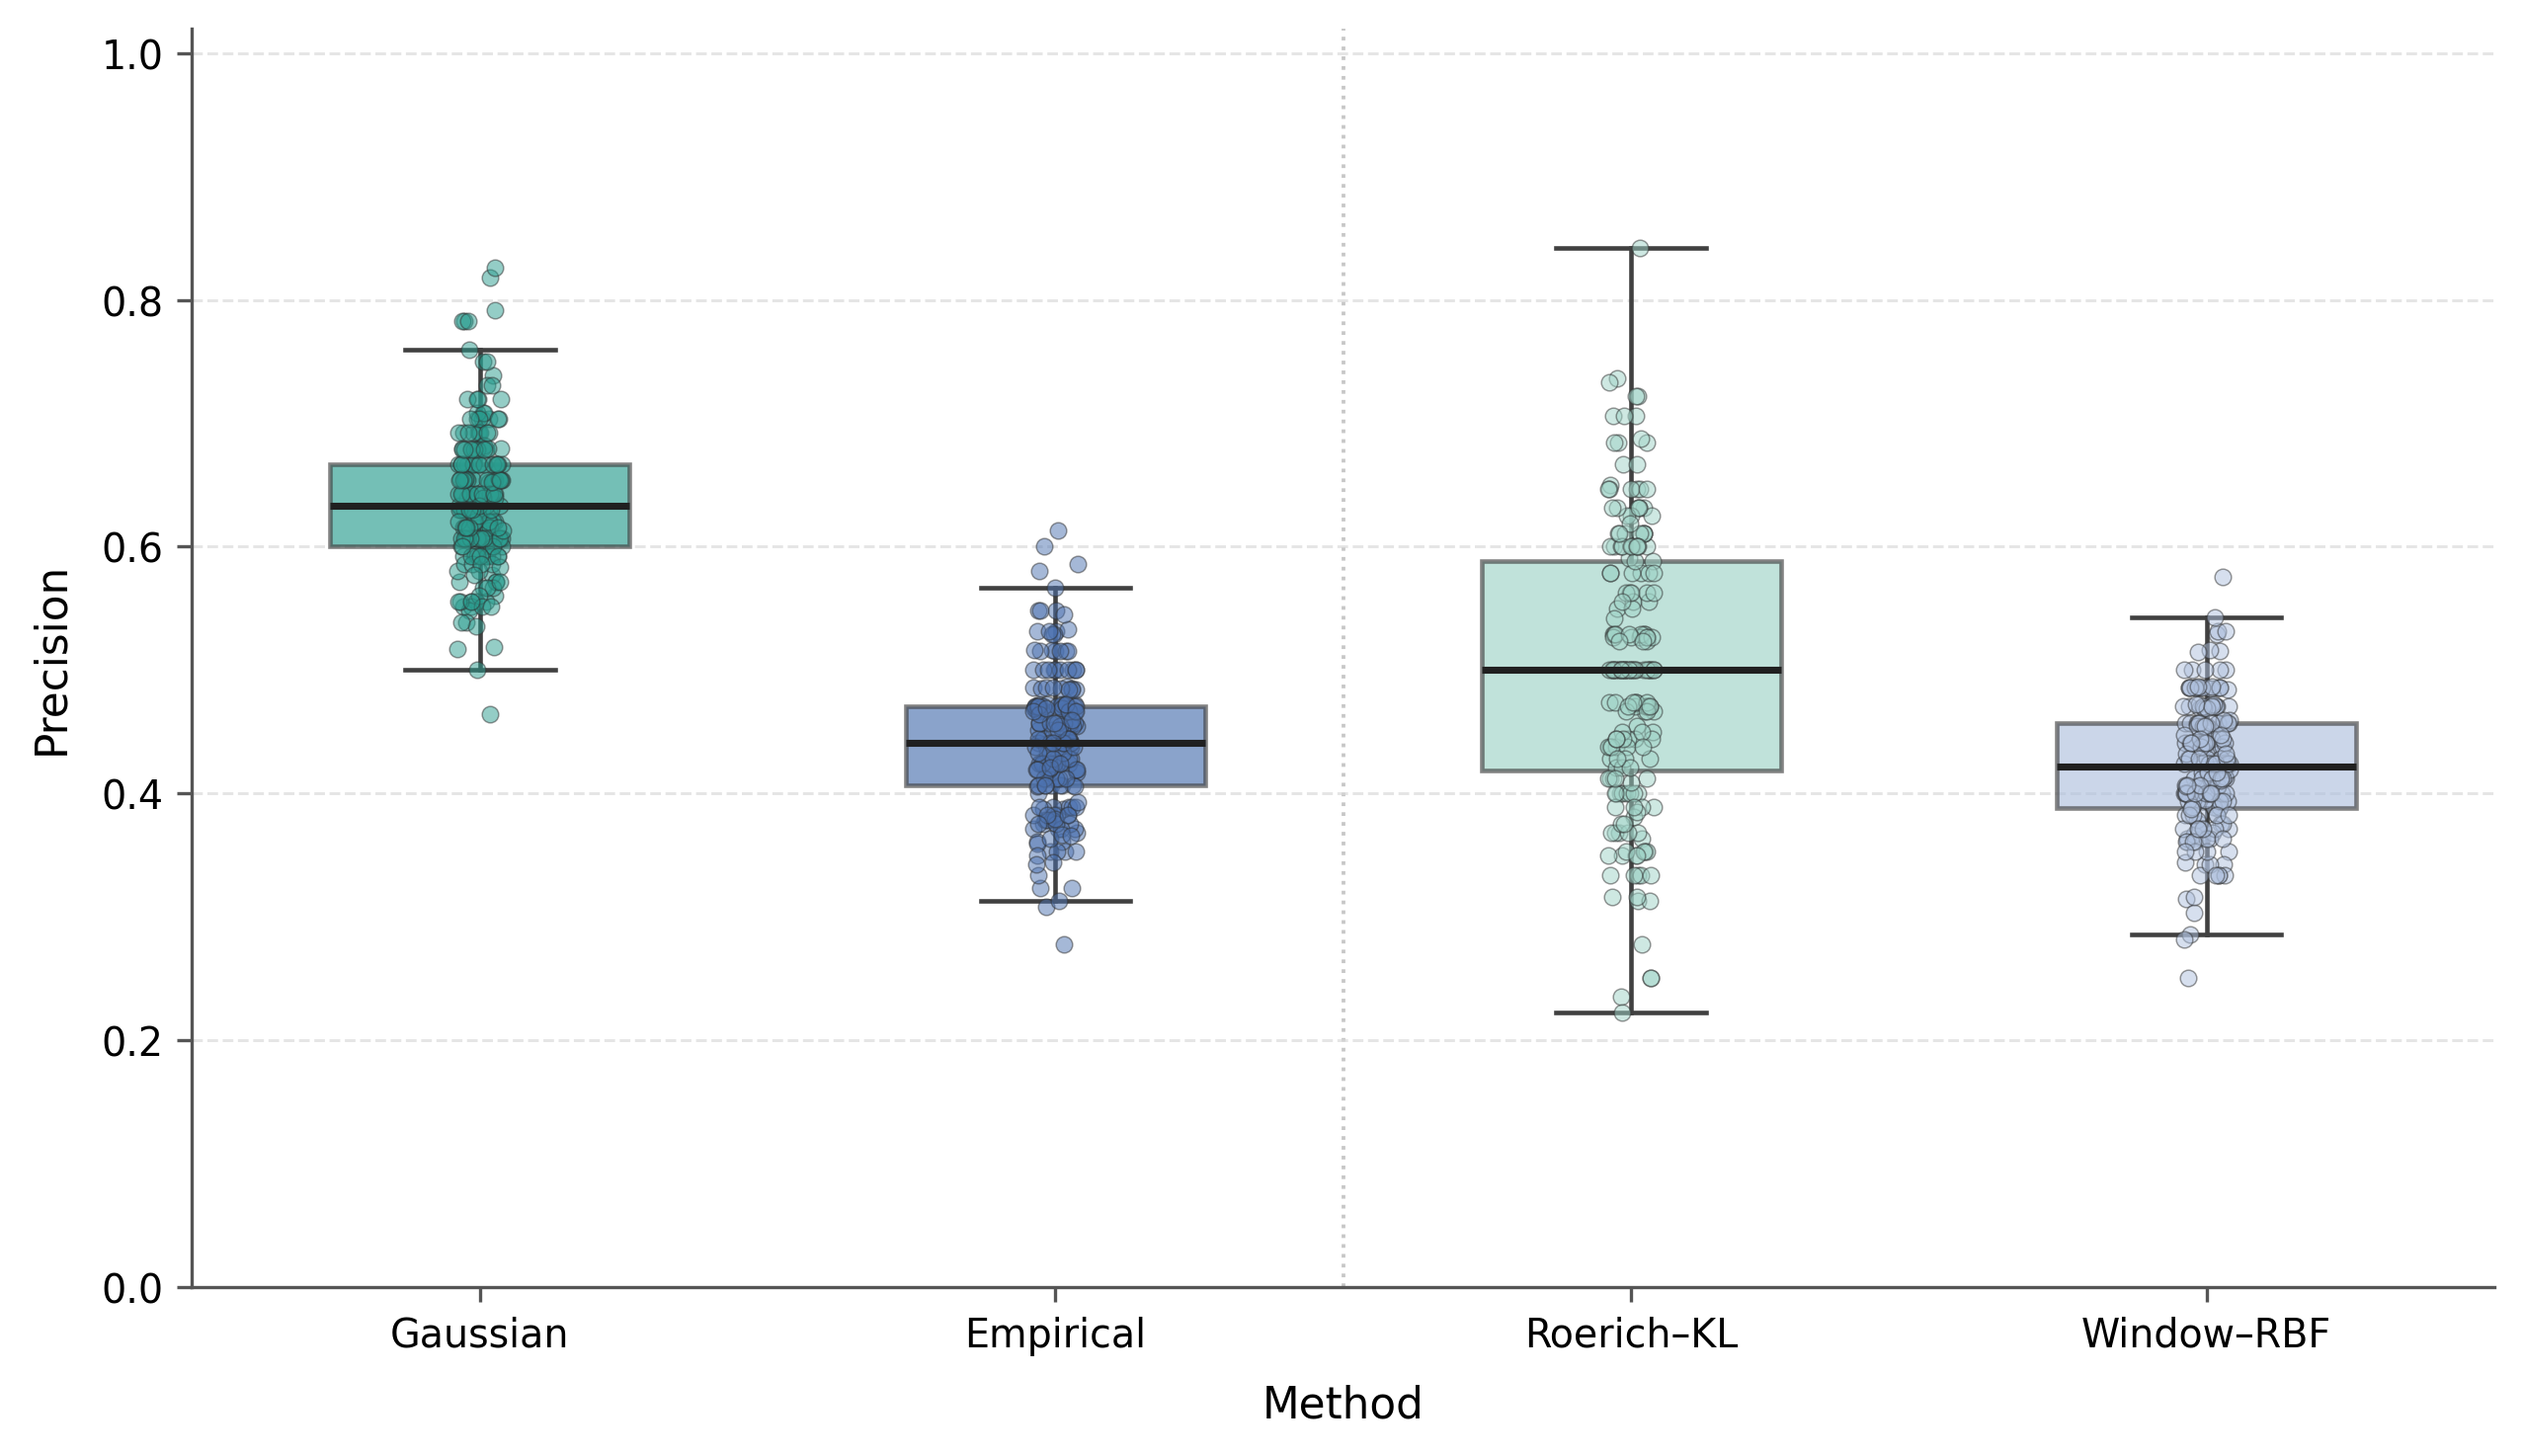 Precision
1.0
0.8
0.6
0.4
0.2
0.0
Gaussian
Empirical
Roerich–KL
Window–RBF
Method